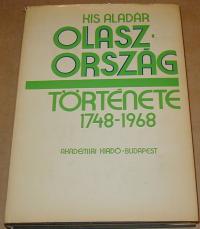 KIS ALADÁR
OLASZ-
ORSZÁG
TÖRTÉNETE
1748-1968
AKADÉMIAI KIADÓ · BUDAPEST